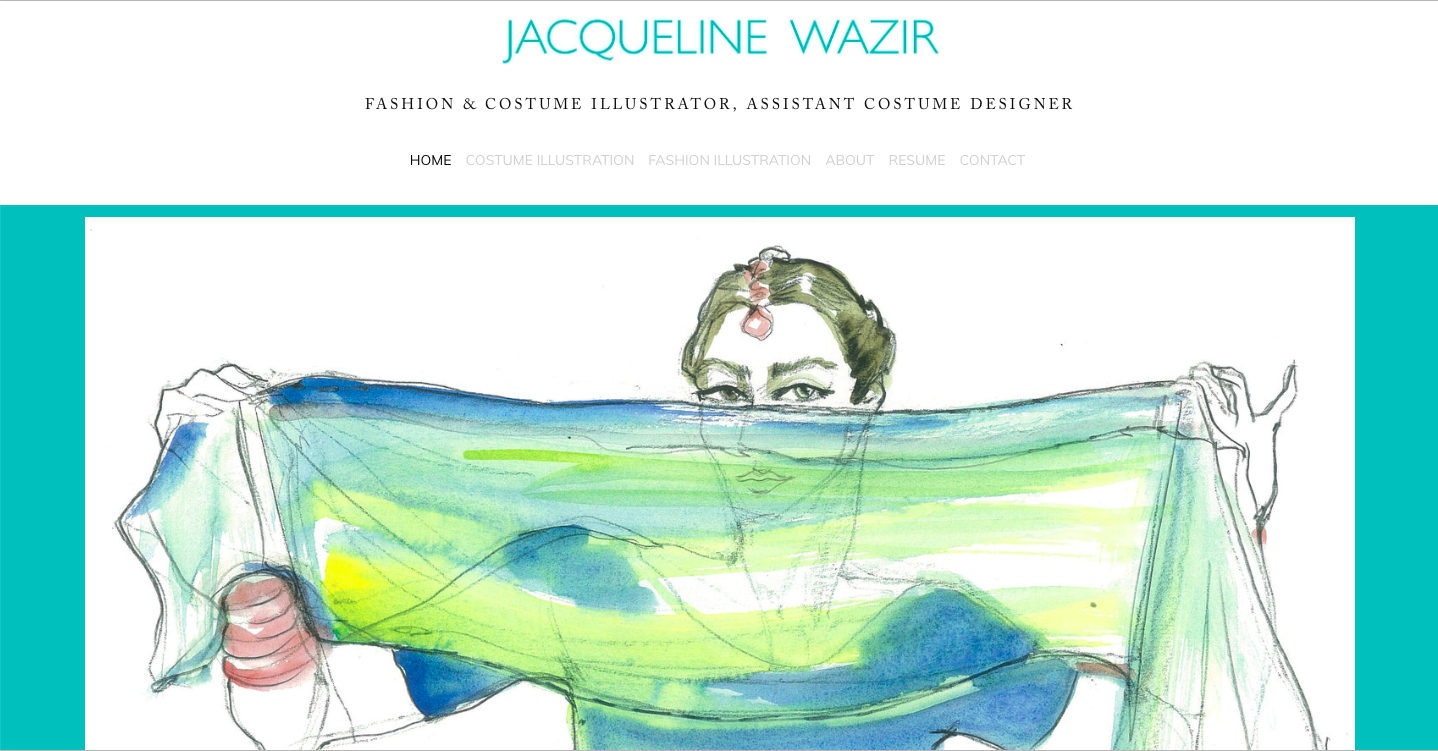 JACQUELINE WAZIR
FASHION & COSTUME ILLUSTRATOR, ASSISTANT COSTUME DESIGNER
HOME COSTUME ILLUSTRATION FASHION ILLUSTRATION ABOUT RESUME CONTACT